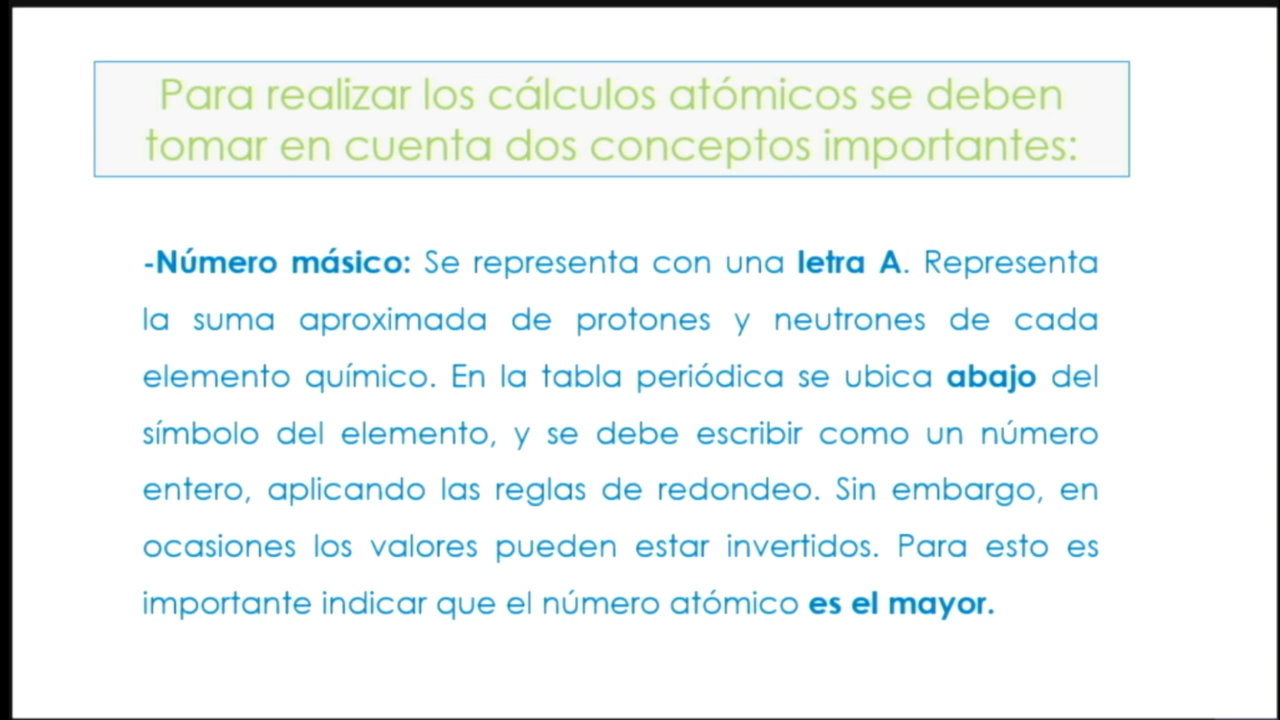 Para realizar los cálculos atómicos se deben
tomar en cuenta dos conceptos importantes:
-Número másico: Se representa con una letra A. Representa
la suma aproximada de protones y neutrones de cada
elemento químico. En la tabla periódica se ubica abajo del
símbolo del elemento, y se debe escribir como un número
entero, aplicando las reglas de redondeo. Sin embargo, en
ocasiones los valores pueden estar invertidos. Para esto es
importante indicar que el número atómico es el mayor.